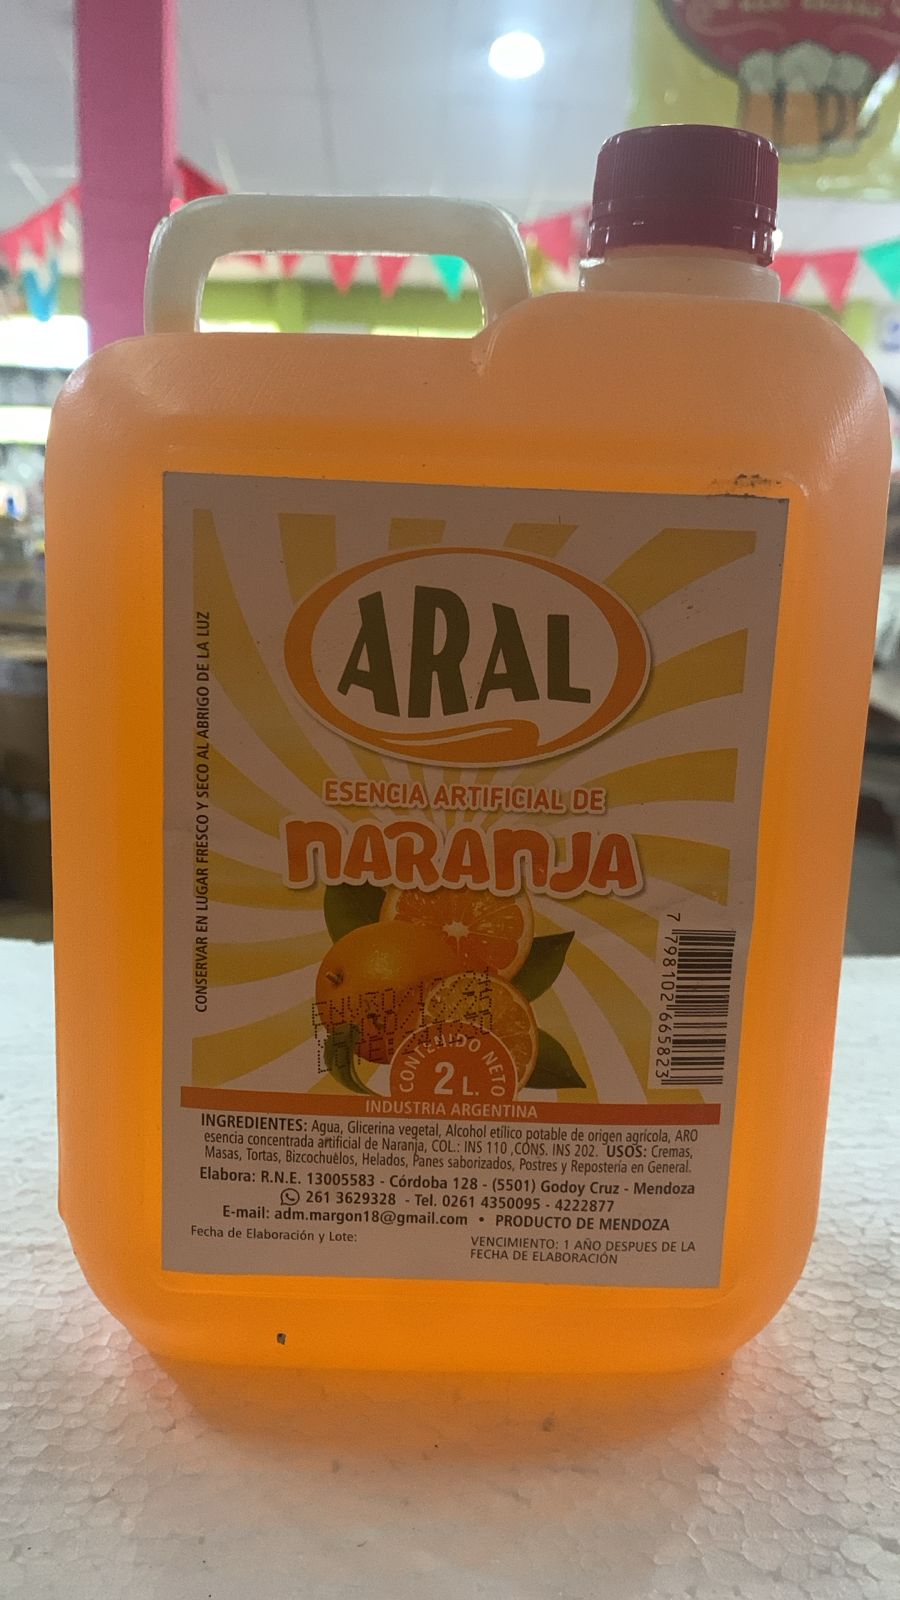 ARAL
ESENCIA ARTIFICIAL DE
NARANJA
CONSERVAR EN LUGAR FRESCO Y SECO AL ABRIGO DE LA LUZ
7 798102 665823
CONTENIDO NETO
2 L.
INDUSTRIA ARGENTINA
INGREDIENTES: Agua, Glicerina vegetal, Alcohol etílico potable de origen agrícola, ARO
esencia concentrada artificial de Naranja, COL.: INS 110 ,CONS. INS 202. USOS: Cremas,
Masas, Tortas, Bizcochuelos, Helados, Panes saborizados, Postres y Repostería en General.
Elabora: R.N.E. 13005583 - Córdoba 128 - (5501) Godoy Cruz - Mendoza
261 3629328 - Tel. 0261 4350095 - 4222877
E-mail: adm.margon18@gmail.com • PRODUCTO DE MENDOZA
Fecha de Elaboración y Lote:
VENCIMIENTO: 1 AÑO DESPUES DE LA
FECHA DE ELABORACIÓN